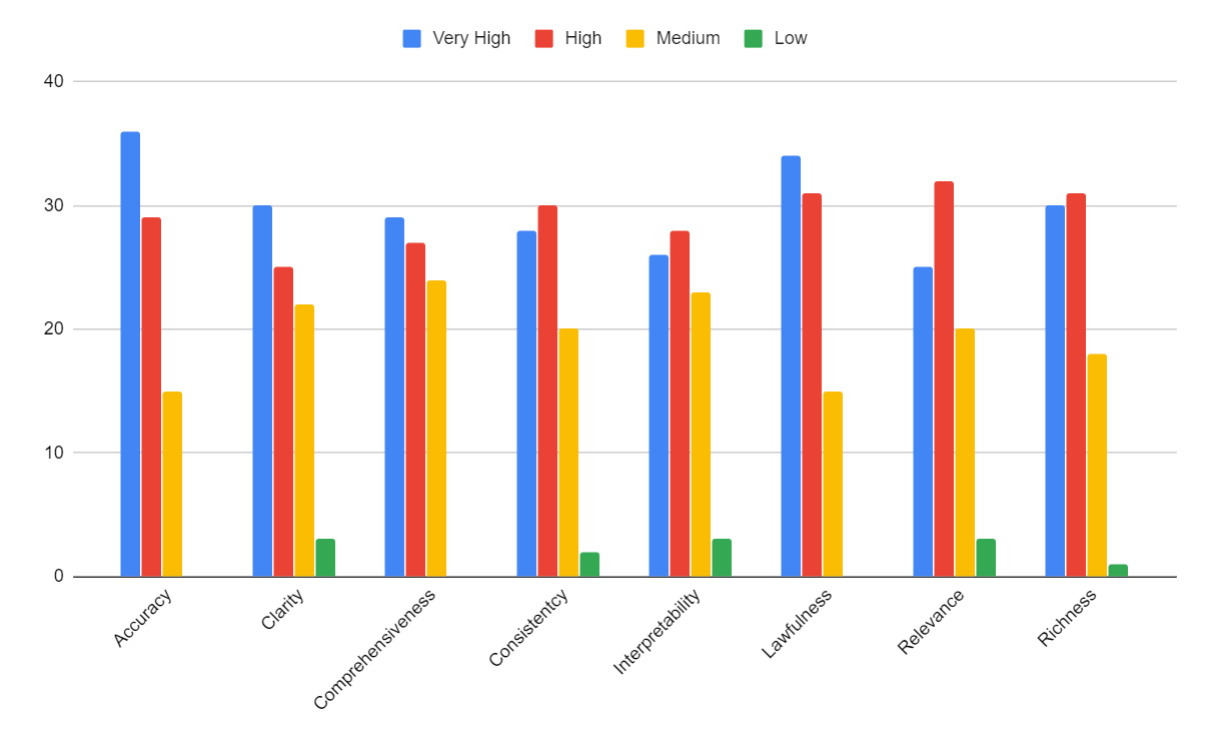 Very High High Medium Low
40
30
20
10
0
Accuracy
Clarity
Comprehensiveness
Consistentcy
Interpretability
Lawfulness
Relevance
Richness